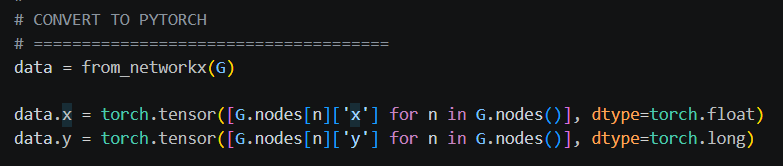 # CONVERT TO PYTORCH
# ===================================
data = from_networkx(G)
data.x = torch.tensor([G.nodes[n]['x'] for n in G.nodes()], dtype=torch.float)
data.y = torch.tensor([G.nodes[n]['y'] for n in G.nodes()], dtype=torch.long)